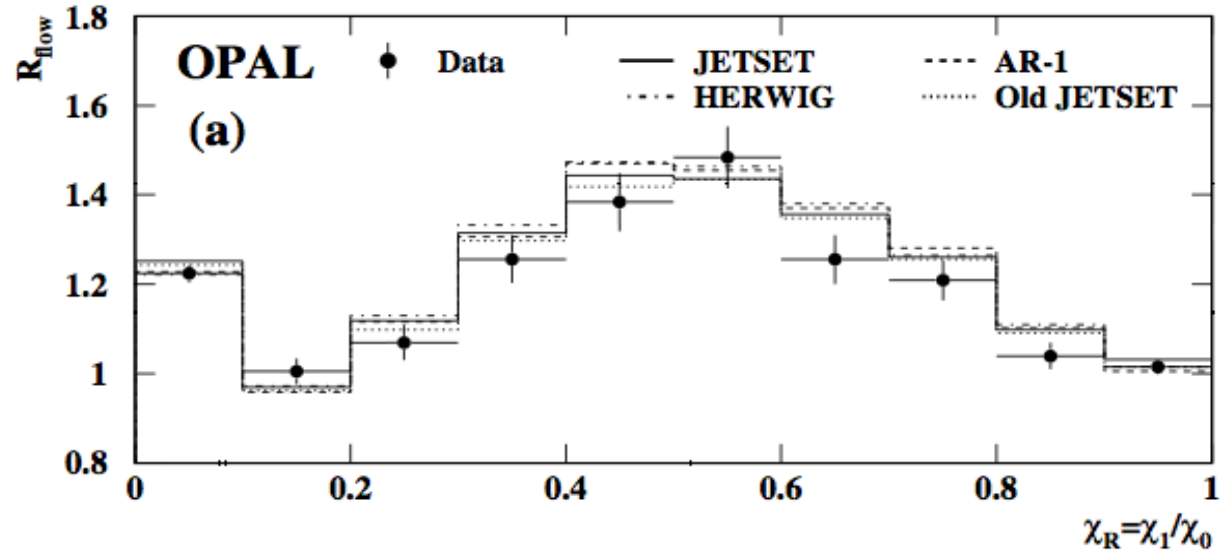 R_flow
1.8
1.6
1.4
1.2
1
0.8
OPAL
(a)
Data
JETSET
AR-1
HERWIG
Old JETSET
0 0.2 0.4 0.6 0.8 1
χ_R=χ_1/χ_0